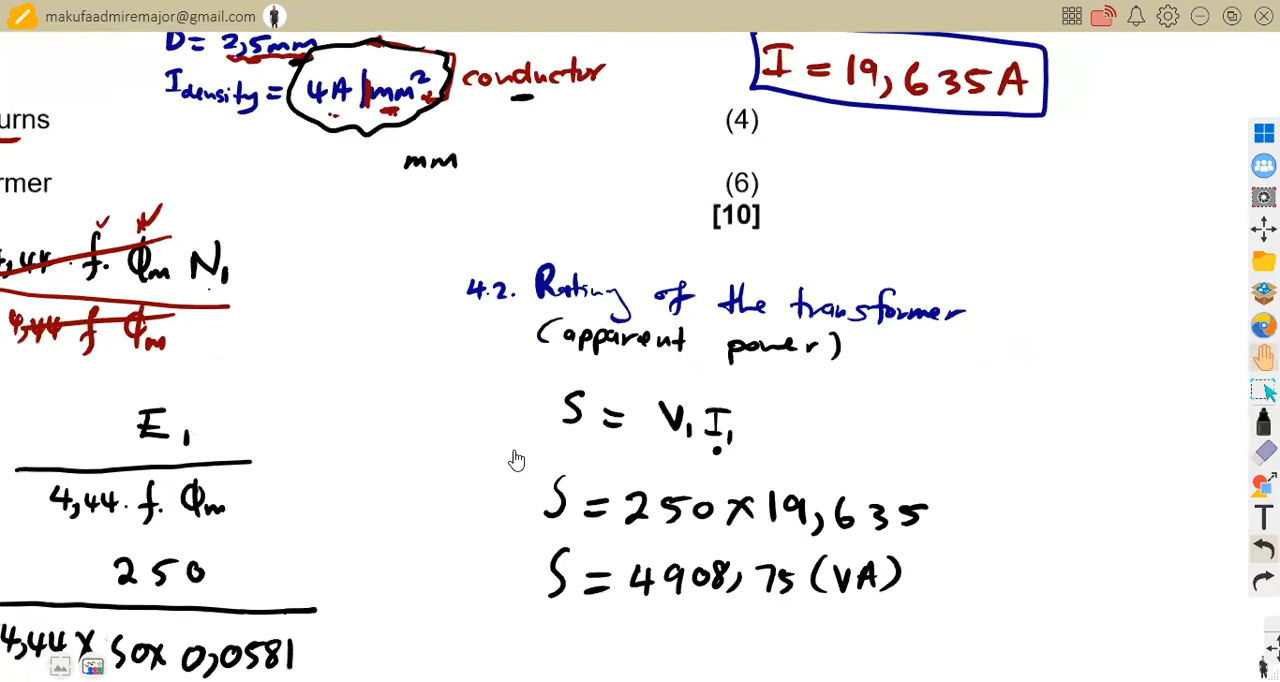 makufaadmiremajor@gmail.com
D = 2,5mm
I density = 4A/mm² conductor
mm
I = 19,635A
urns
(4)
rmer
(6)
[10]
4,44 · f. Φm N₁
4,44 f Φm
4.2. Rating of the transformer
(apparent power)
E₁
4,44 · f. Φm
S = V₁ I₁
250
4,44 x 50x 0,0581
S = 250 x 19,635
S = 4908,75 (VA)
T